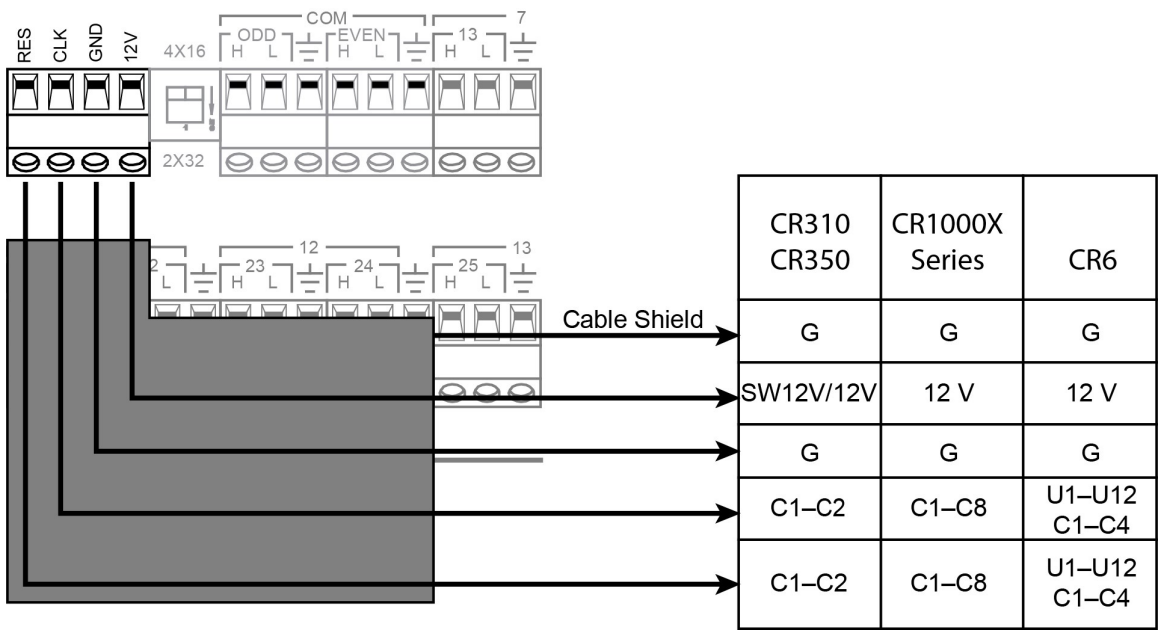 RES CLK GND 12V
4X16
COM
ODD EVEN
H L H L
7
13
H L
2X32
2
L
12
23 24
H L H L
13
25
H L
CR310 CR1000X
CR350 Series CR6
Cable Shield G G G
SW12V/12V 12 V 12 V
G G G
C1–C2 C1–C8 U1–U12
C1–C4
C1–C2 C1–C8 U1–U12
C1–C4